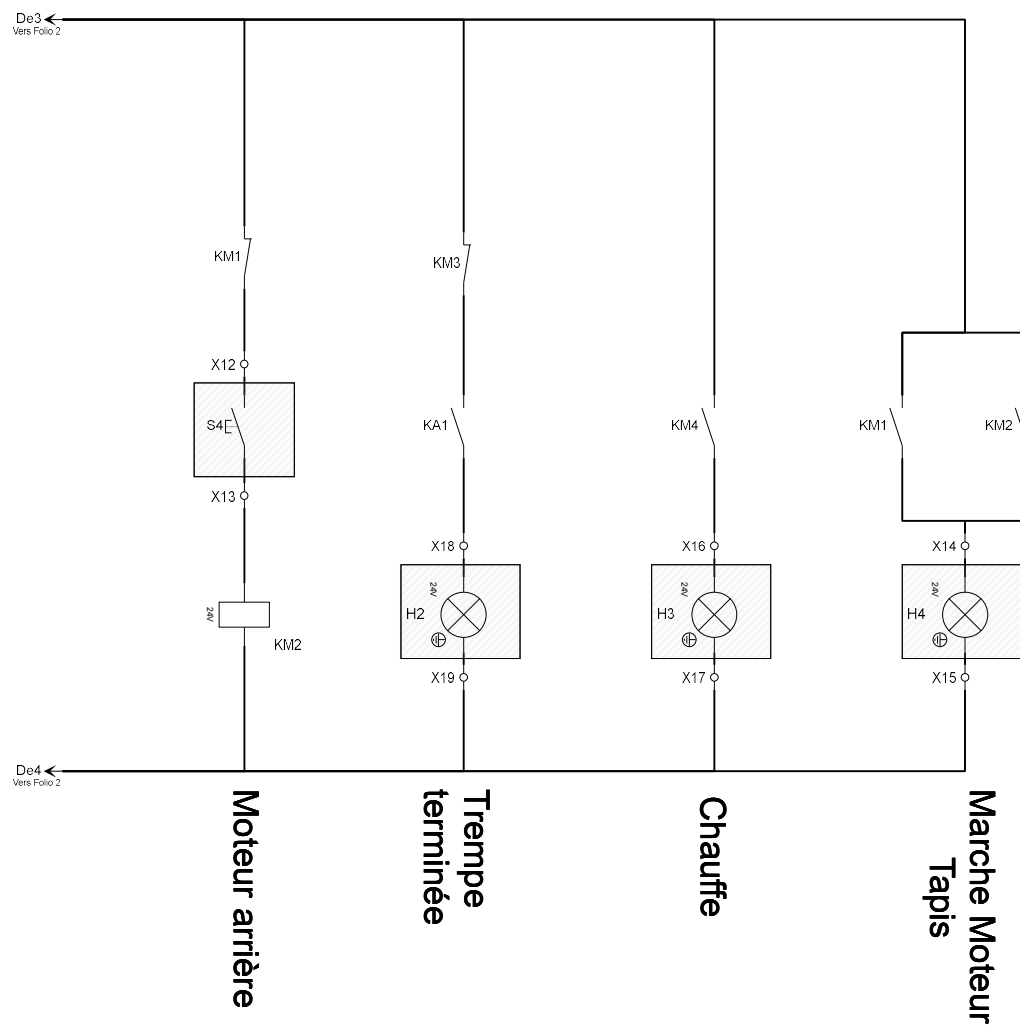 De3
Vers Folio 2
KM1
KM3
X12
S4
KA1
KM4
KM1
KM2
X13
X18
X16
X14
24V
24V
24V
24V
H2
H3
H4
KM2
X19
X17
X15
De4
Vers Folio 2
Moteur arrière
Trempe
terminée
Chauffe
Marche Moteur
Tapis